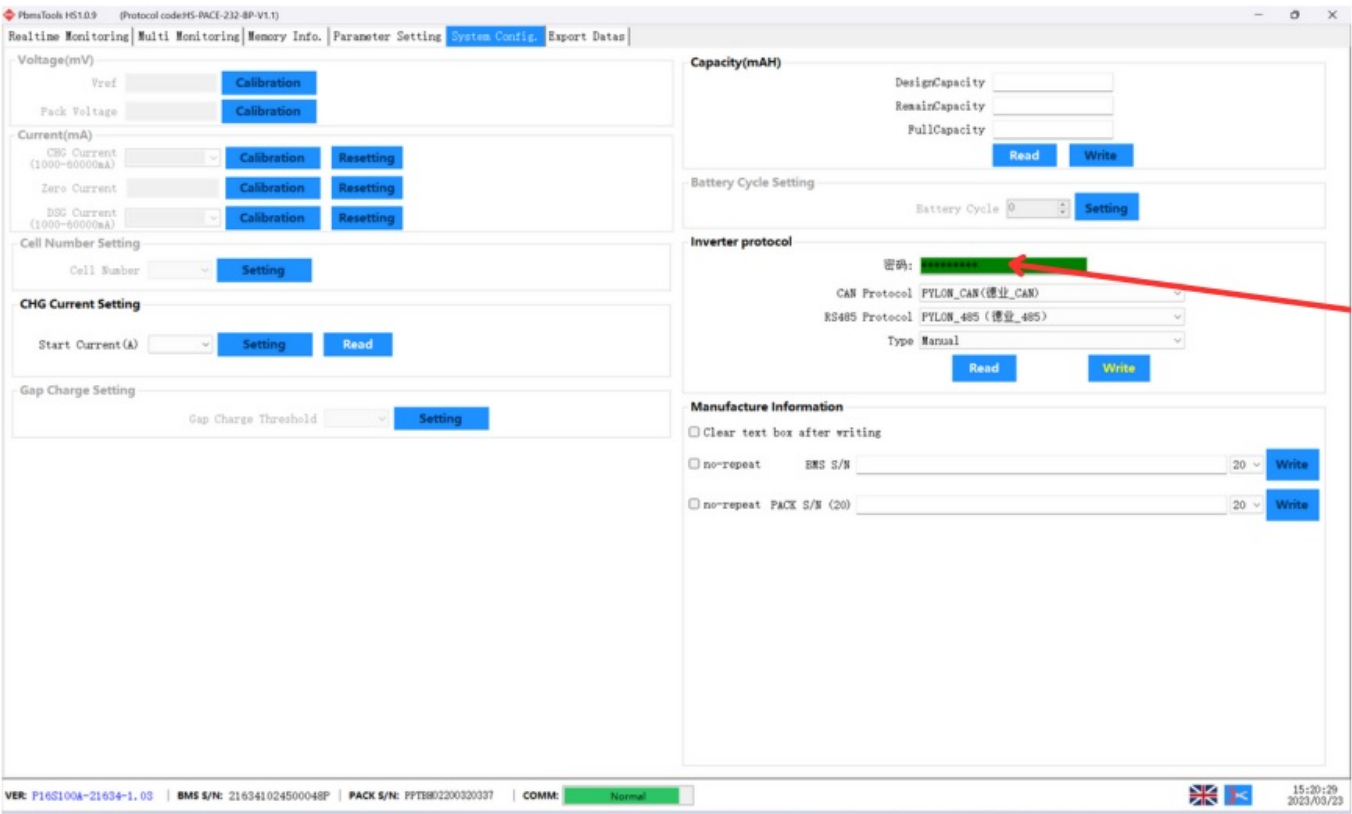 PbmsTools HS1.0.9 (Protocol code:HS-PACE-232-BP-V1.1)
Realtime Monitoring Multi Monitoring Memory Info. Parameter Setting System Config. Export Datas
Voltage(mV)
Vref Calibration
Pack Voltage Calibration
Current(mA)
CHG Current (1000-60000mA) Calibration Resetting
Zero Current Calibration Resetting
DSG Current (1000-60000mA) Calibration Resetting
Cell Number Setting
Cell Number Setting
CHG Current Setting
Start Current(A) Setting Read
Gap Charge Setting
Gap Charge Threshold Setting
Capacity(mAH)
DesignCapacity
RemainCapacity
FullCapacity
Read Write
Battery Cycle Setting
Battery Cycle 0 Setting
Inverter protocol
密码: *********
CAN Protocol PYLON_CAN(德业_CAN)
RS485 Protocol PYLON_485 (德业_485)
Type Manual
Read Write
Manufacture Information
Clear text box after writing
no-repeat BMS S/N 20 Write
no-repeat PACK S/N (20) 20 Write
VER: P16S100A-21634-1.03 | BMS S/N: 216341024500048P | PACK S/N: PPTBH02200320337 | COMM: Normal
15:20:29
2023/03/23